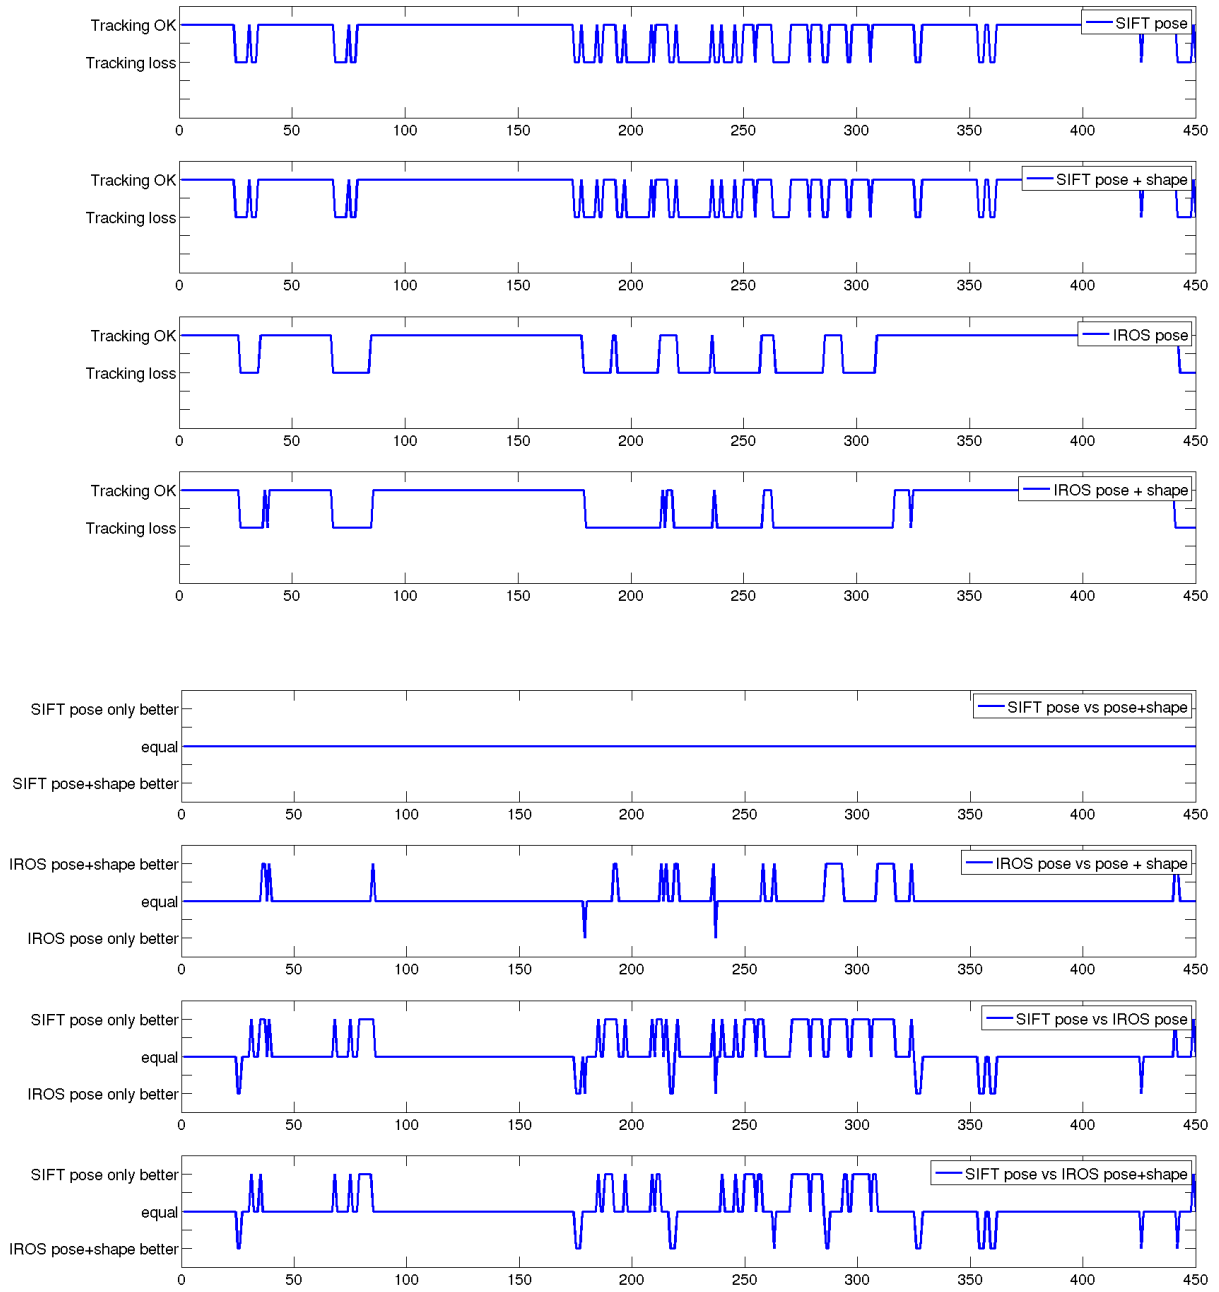 Tracking OK
SIFT pose
Tracking loss
0 50 100 150 200 250 300 350 400 450
Tracking OK
SIFT pose + shape
Tracking loss
0 50 100 150 200 250 300 350 400 450
Tracking OK
IROS pose
Tracking loss
0 50 100 150 200 250 300 350 400 450
Tracking OK
IROS pose + shape
Tracking loss
0 50 100 150 200 250 300 350 400 450
SIFT pose only better
SIFT pose vs pose+shape
equal
SIFT pose+shape better
0 50 100 150 200 250 300 350 400 450
IROS pose+shape better
IROS pose vs pose + shape
equal
IROS pose only better
0 50 100 150 200 250 300 350 400 450
SIFT pose only better
SIFT pose vs IROS pose
equal
IROS pose only better
0 50 100 150 200 250 300 350 400 450
SIFT pose only better
SIFT pose vs IROS pose+shape
equal
IROS pose+shape better
0 50 100 150 200 250 300 350 400 450